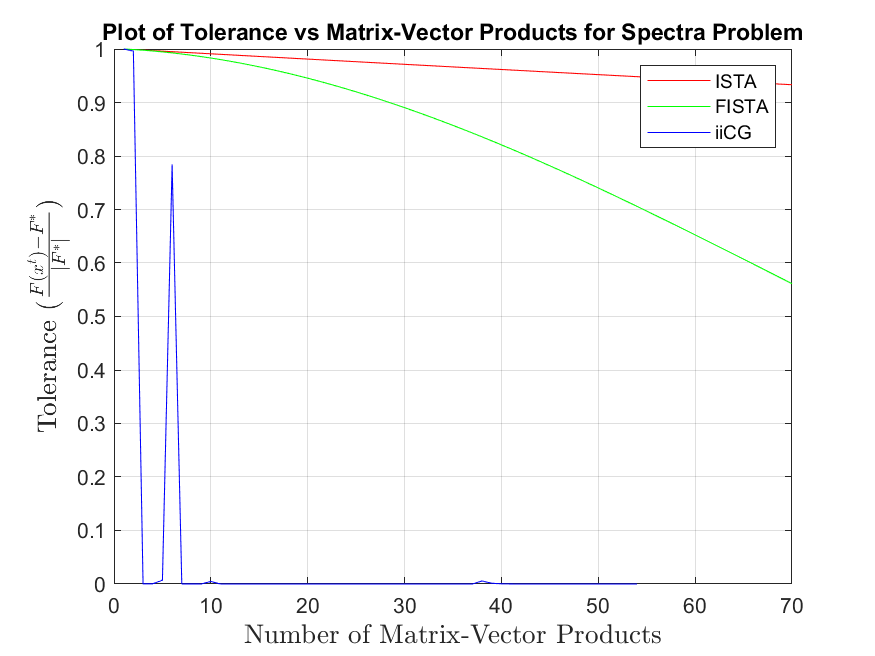 Plot of Tolerance vs Matrix-Vector Products for Spectra Problem
1
0.9
0.8
0.7
0.6
0.5
0.4
0.3
0.2
0.1
0
Tolerance (\frac{F(x^t)-F^*}{|F^*|})
ISTA
FISTA
iiCG
0 10 20 30 40 50 60 70
Number of Matrix-Vector Products